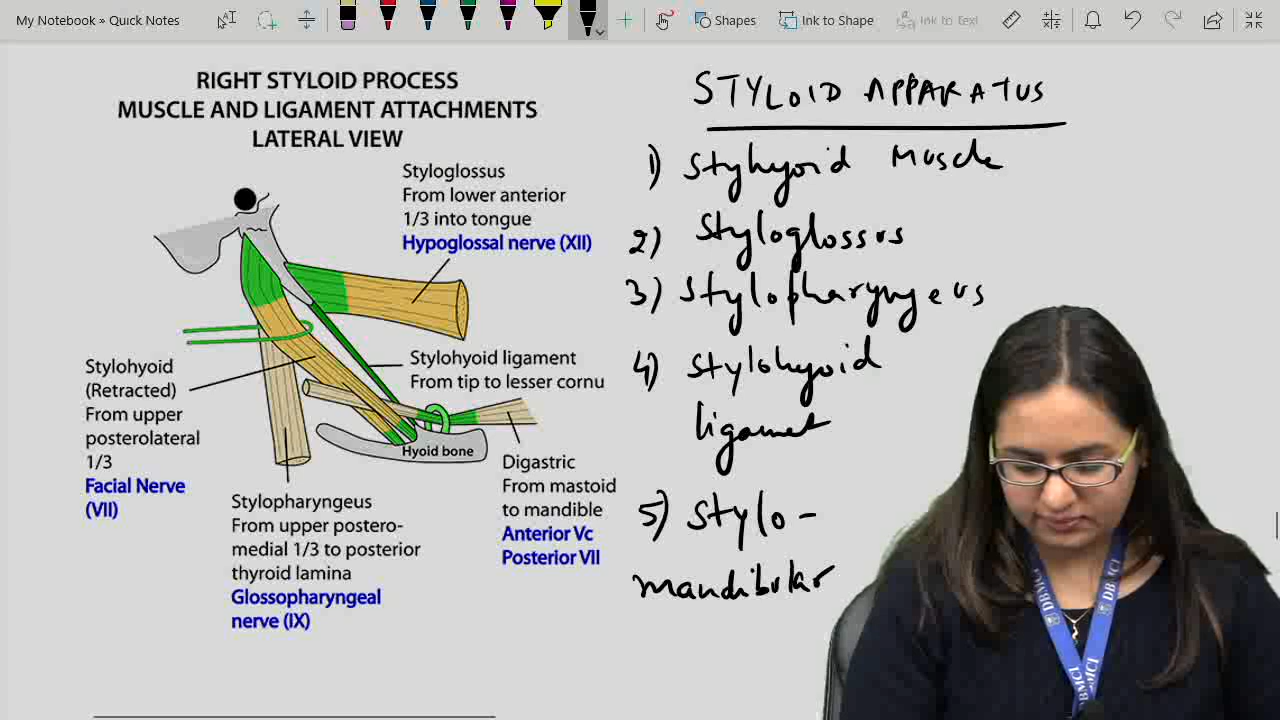 My Notebook » Quick Notes
Shapes
Ink to Shape
Ink to Text
RIGHT STYLOID PROCESS
MUSCLE AND LIGAMENT ATTACHMENTS
LATERAL VIEW
Styloglossus
From lower anterior
1/3 into tongue
Hypoglossal nerve (XII)
Stylohyoid ligament
From tip to lesser cornu
Stylohyoid
(Retracted)
From upper
posterolateral
1/3
Facial Nerve
(VII)
Hyoid bone
Digastric
From mastoid
to mandible
Anterior Vc
Posterior VII
Stylopharyngeus
From upper postero-
medial 1/3 to posterior
thyroid lamina
Glossopharyngeal
nerve (IX)
STYLOID APPARATUS
1) Styhyoid Muscle
2) Styloglossus
3) Stylopharyngeus
4) Stylohyoid
ligamet
5) Stylo-
mandibular
DBMCI
DBMCI